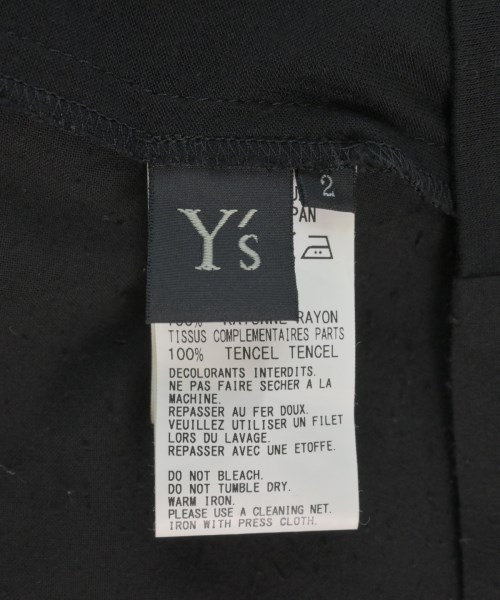 2
PAN
Y's
100% RAYONNE RAYON
TISSUS COMPLEMENTAIRES PARTS
100% TENCEL TENCEL
DECOLORANTS INTERDITS.
NE PAS FAIRE SECHER A LA
MACHINE.
REPASSER AU FER DOUX.
VEUILLEZ UTILISER UN FILET
LORS DU LAVAGE.
REPASSER AVEC UNE ETOFFE.
DO NOT BLEACH.
DO NOT TUMBLE DRY.
WARM IRON.
PLEASE USE A CLEANING NET.
IRON WITH PRESS CLOTH.